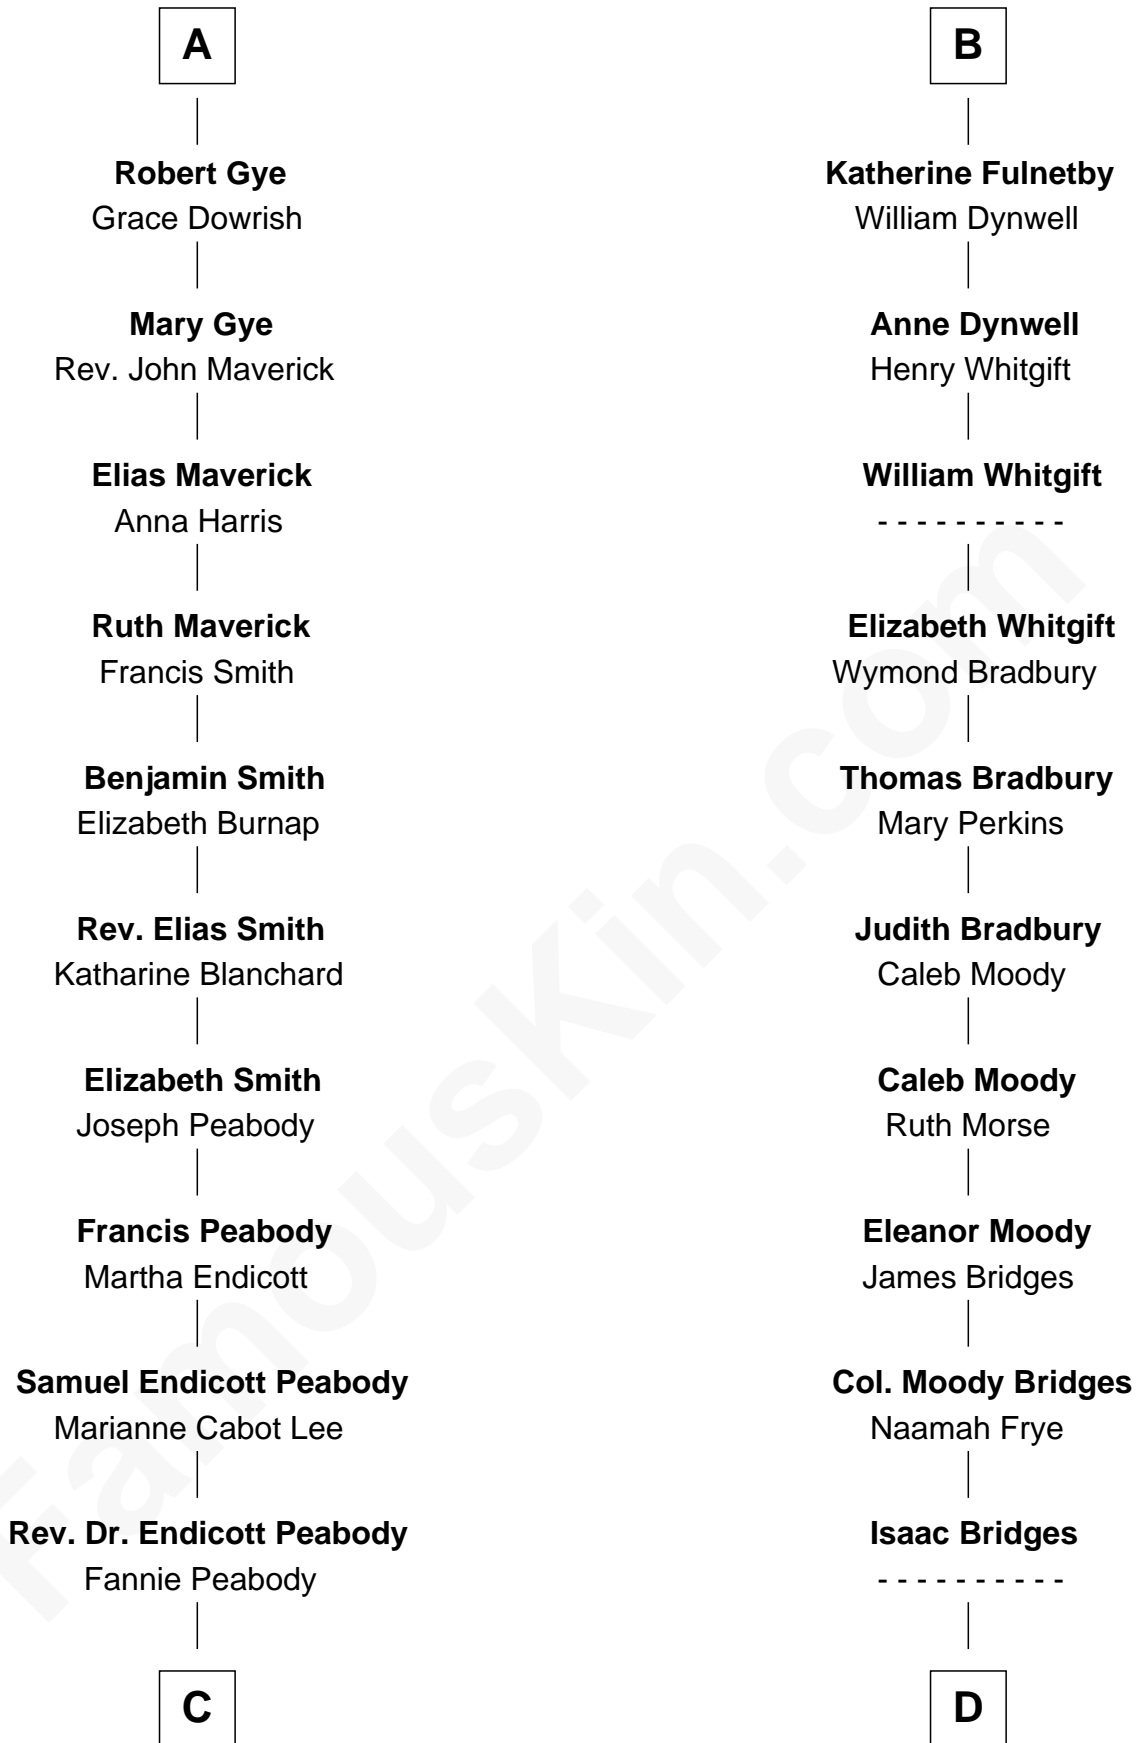 A
Robert Gye
Grace Dowrish
Mary Gye
Rev. John Maverick
Elias Maverick
Anna Harris
Ruth Maverick
Francis Smith
Benjamin Smith
Elizabeth Burnap
Rev. Elias Smith
Katharine Blanchard
Elizabeth Smith
Joseph Peabody
Francis Peabody
Martha Endicott
Samuel Endicott Peabody
Marianne Cabot Lee
Rev. Dr. Endicott Peabody
Fannie Peabody
C
B
Katherine Fulnetby
William Dynwell
Anne Dynwell
Henry Whitgift
William Whitgift
- - - - - - - - - -
Elizabeth Whitgift
Wymond Bradbury
Thomas Bradbury
Mary Perkins
Judith Bradbury
Caleb Moody
Caleb Moody
Ruth Morse
Eleanor Moody
James Bridges
Col. Moody Bridges
Naamah Frye
Isaac Bridges
- - - - - - - - - -
D
FamousKin.com